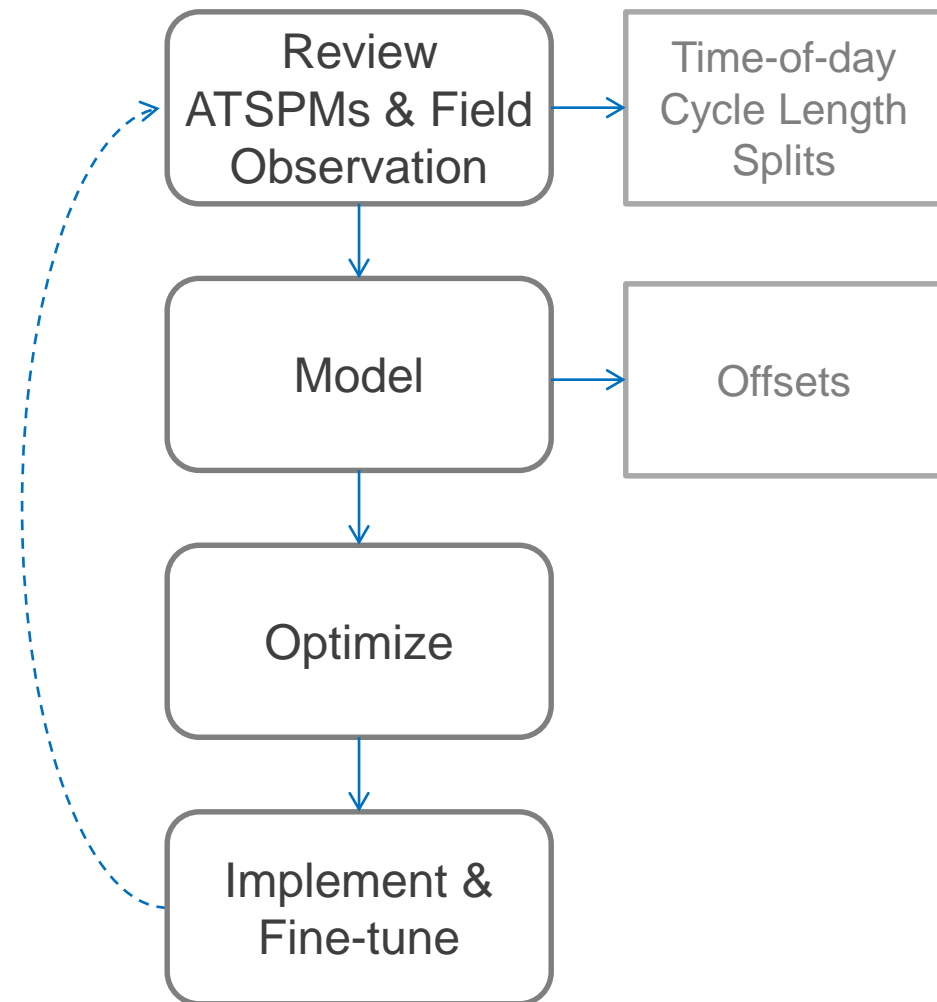 Review
ATSPMs & Field
Observation
Time-of-day
Cycle Length
Splits
Model
Offsets
Optimize
Implement &
Fine-tune